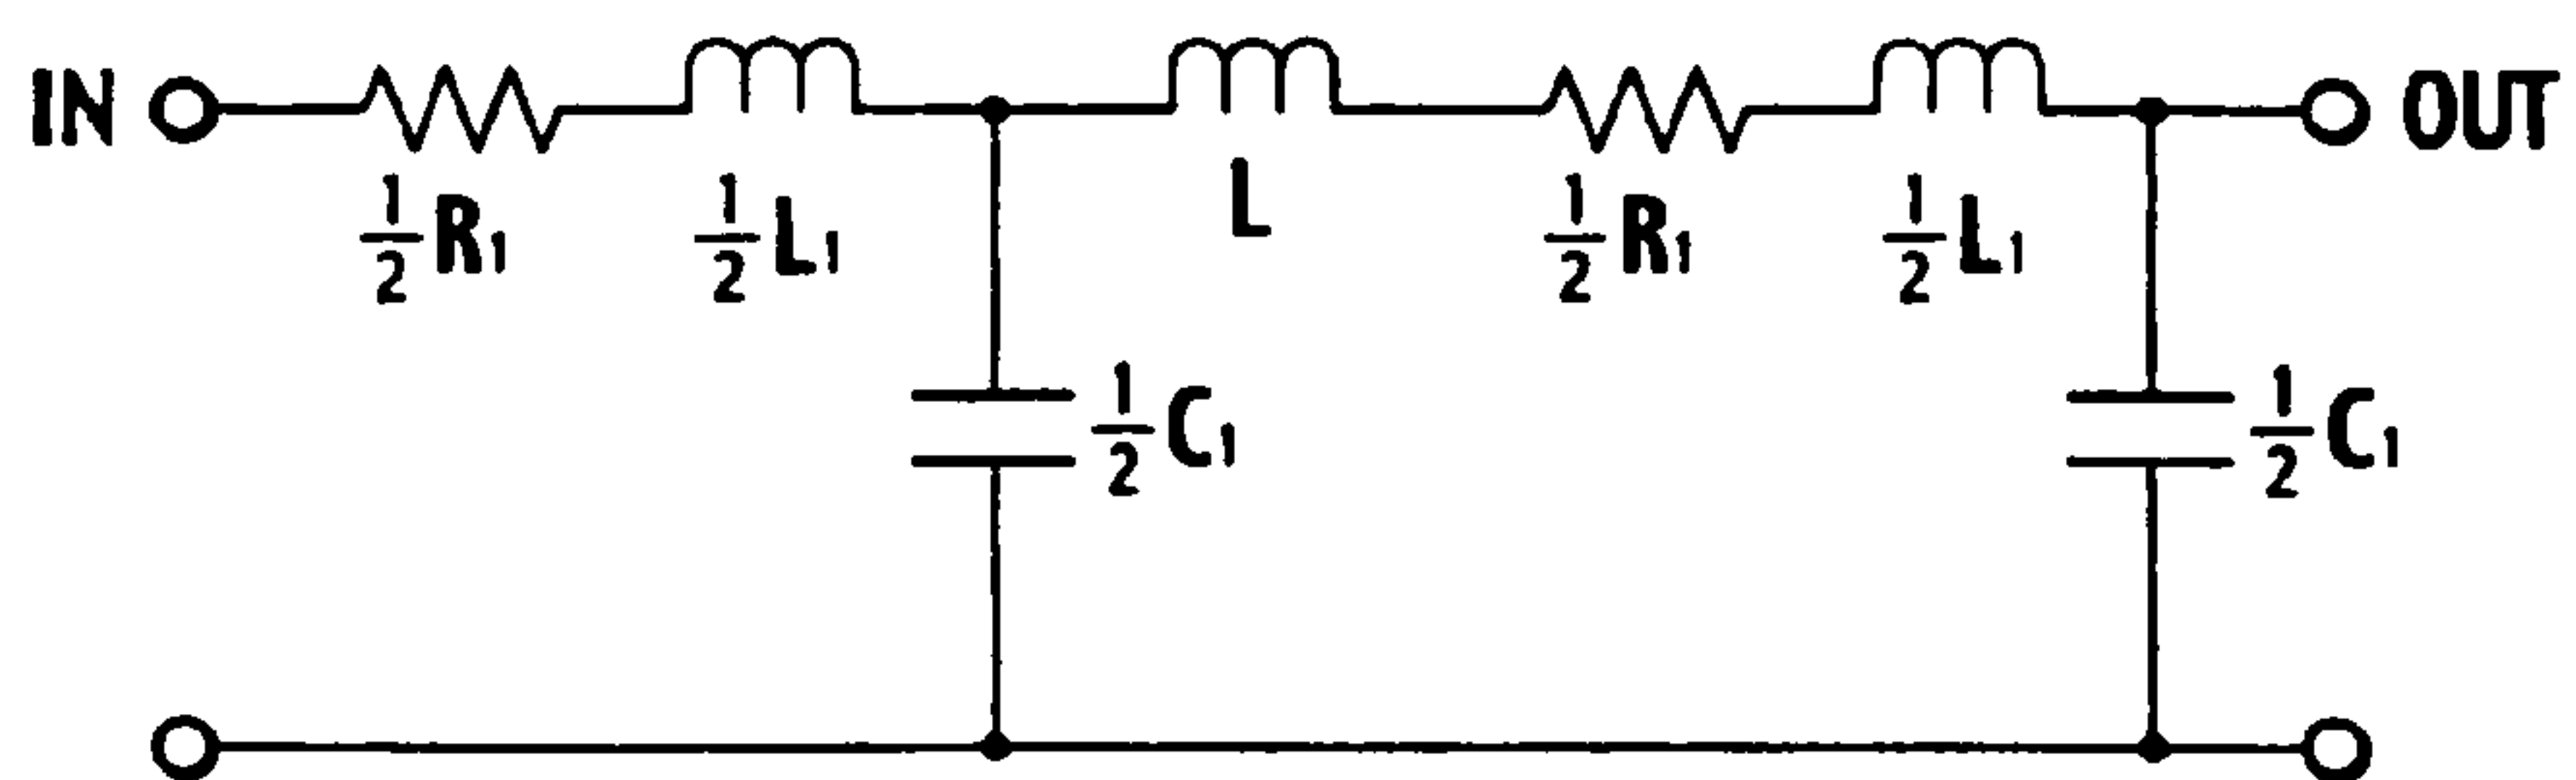 IN OUT
½R₁ ½L₁ L ½R₁ ½L₁
½C₁ ½C₁